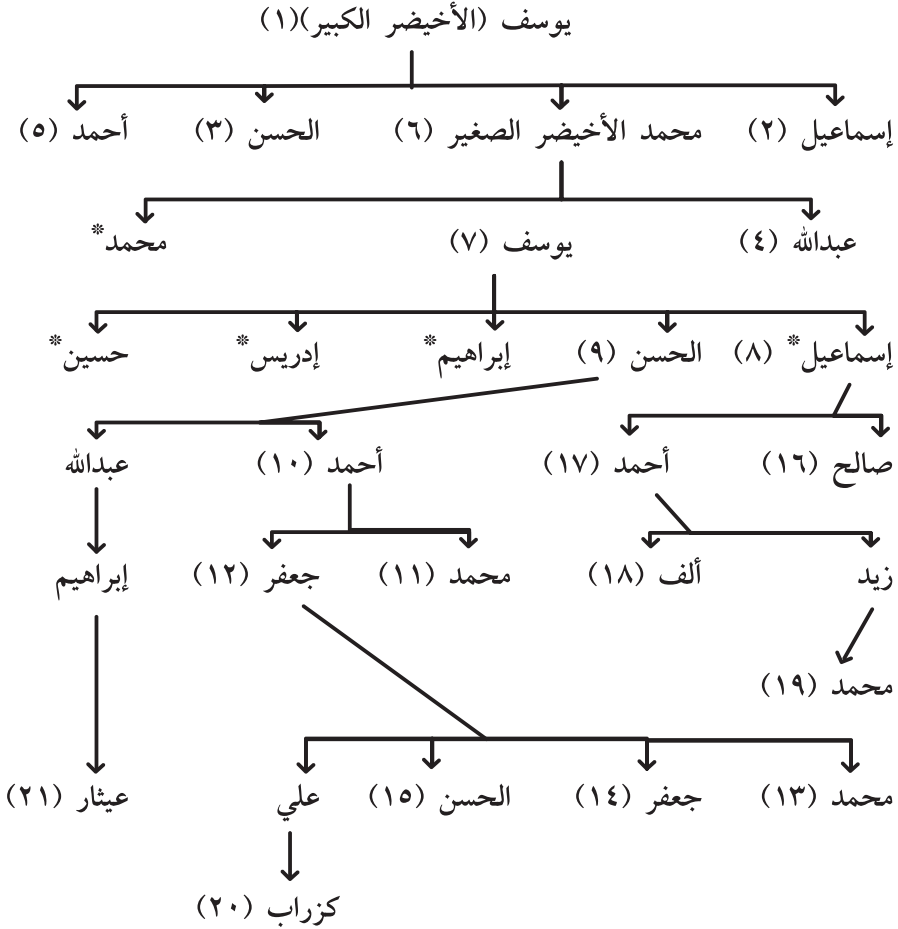 يوسف (الأخيضر الكبير)(١)
إسماعيل (٢) محمد الأخيضر الصغير (٦) الحسن (٣) أحمد (٥)
عبدالله (٤) يوسف (٧) محمد*
إسماعيل* (٨) الحسن (٩) إبراهيم* إدريس* حسين*
صالح (١٦) أحمد (١٧) أحمد (١٠) عبدالله
زيد ألف (١٨) محمد (١١) جعفر (١٢) إبراهيم
محمد (١٩)
محمد (١٣) جعفر (١٤) الحسن (١٥) علي عيثار (٢١)
كزراب (٢٠)